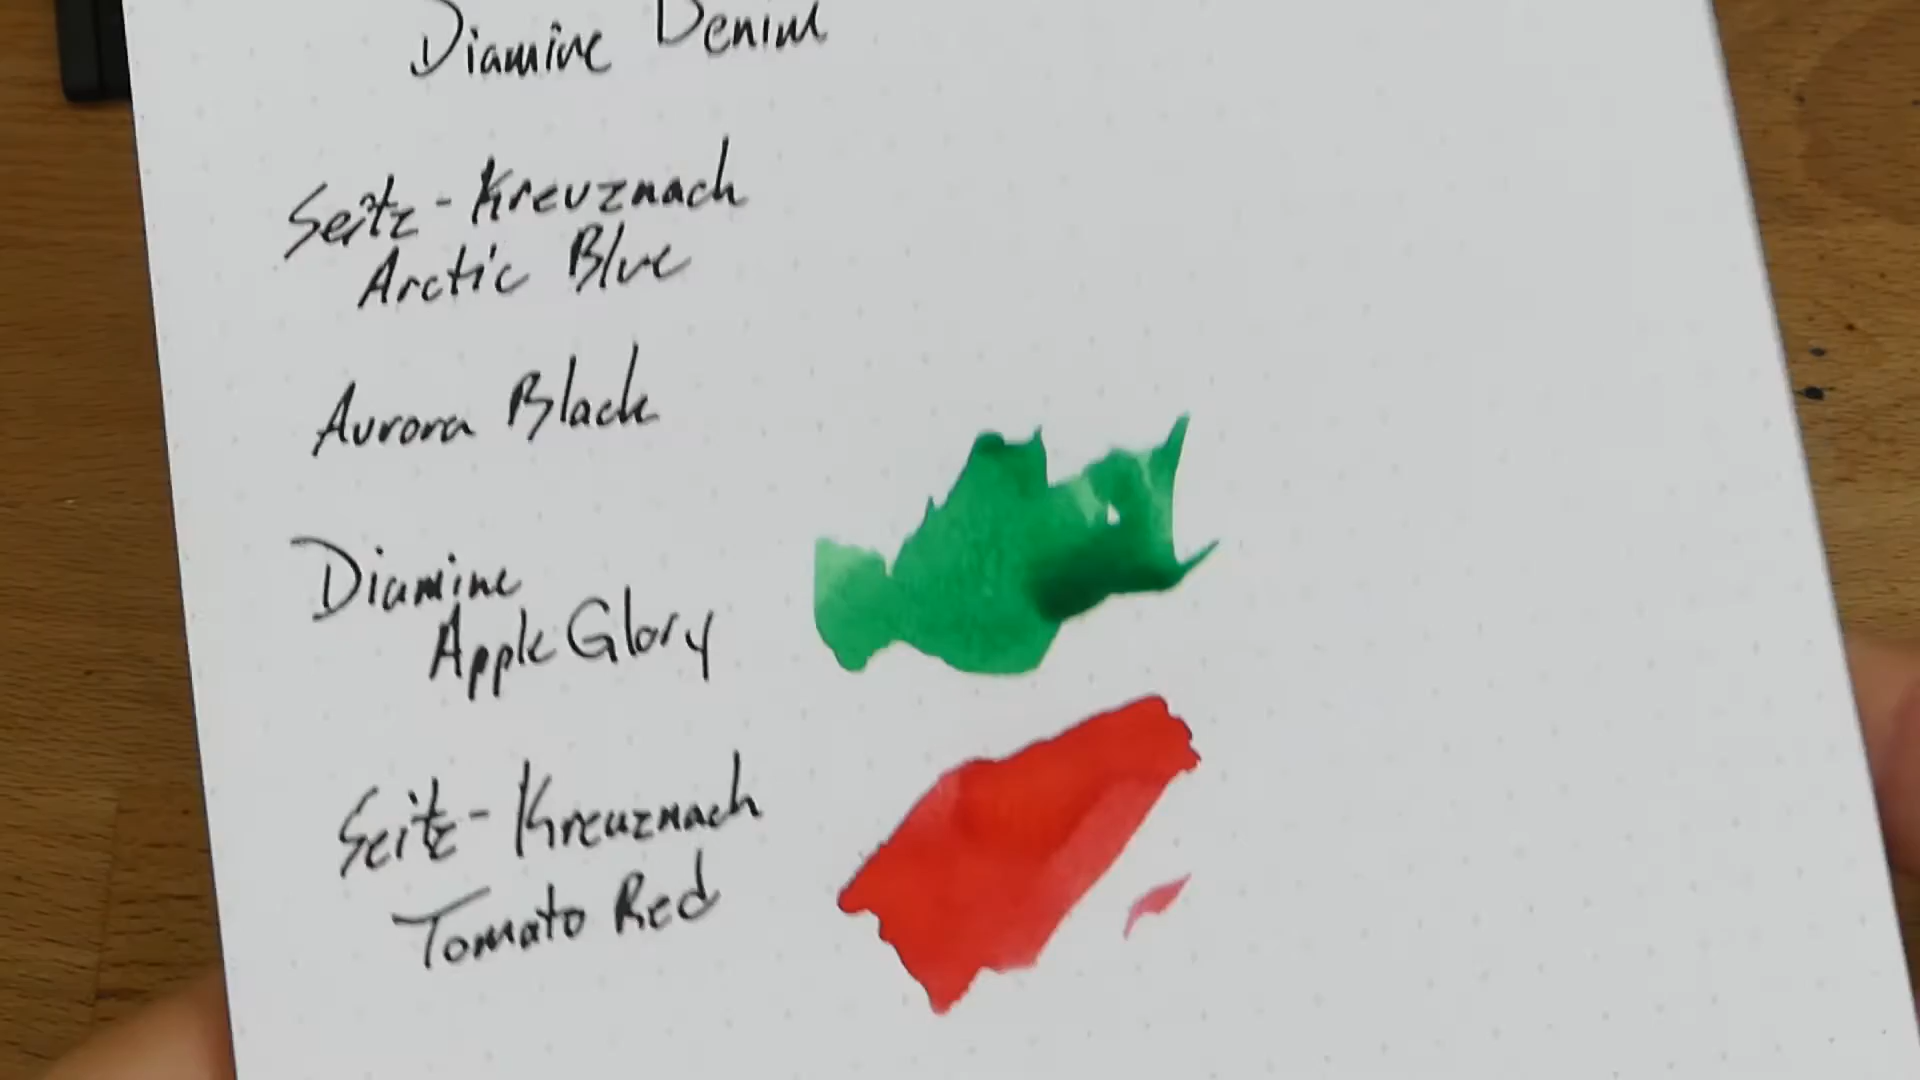 Diamine Denim
Seitz-Kreuznach
Arctic Blue
Aurora Black
Diamine
Apple Glory
Seitz-Kreuznach
Tomato Red